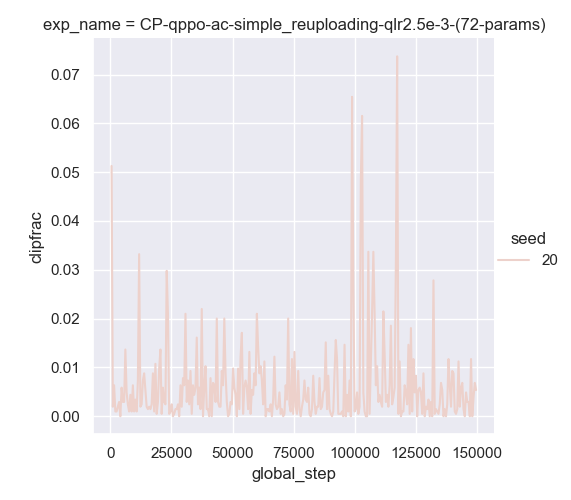 exp_name = CP-qppo-ac-simple_reuploading-qlr2.5e-3-(72-params)
0.07
0.06
0.05
0.04
0.03
0.02
0.01
0.00
clipfrac
0 25000 50000 75000 100000 125000 150000
global_step
seed
20